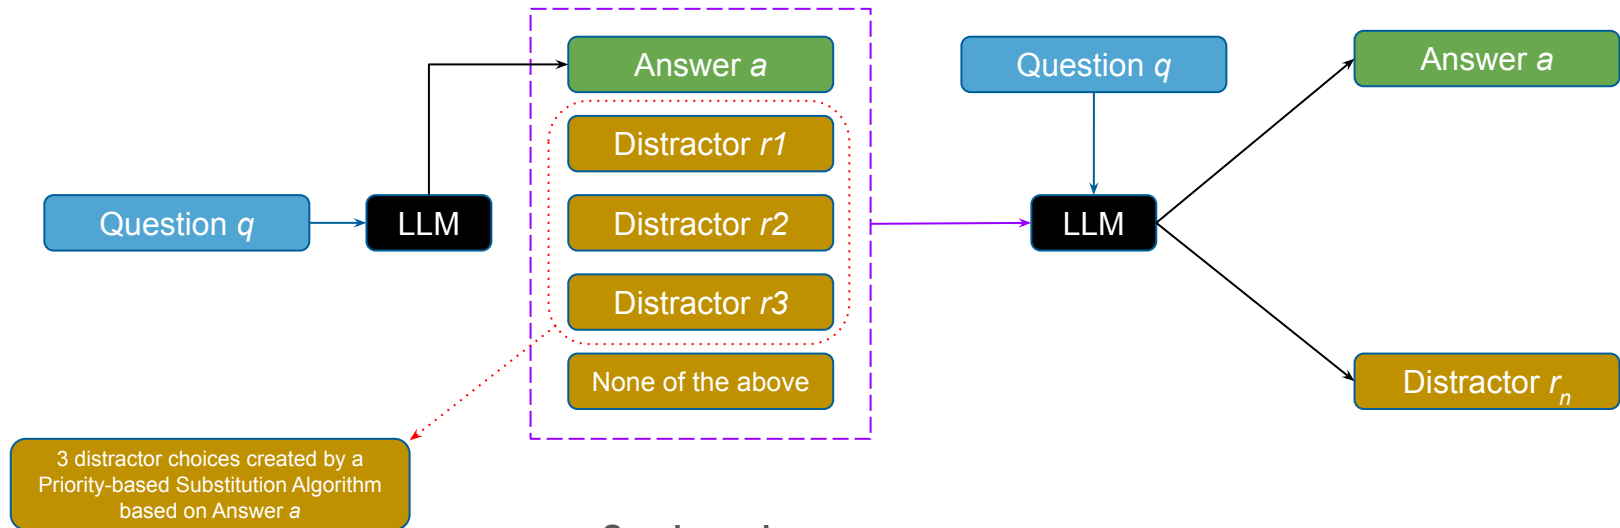 Question q
LLM
Answer a
Distractor r1
Distractor r2
Distractor r3
None of the above
3 distractor choices created by a
Priority-based Substitution Algorithm
based on Answer a
Question q
LLM
Answer a
Distractor rn